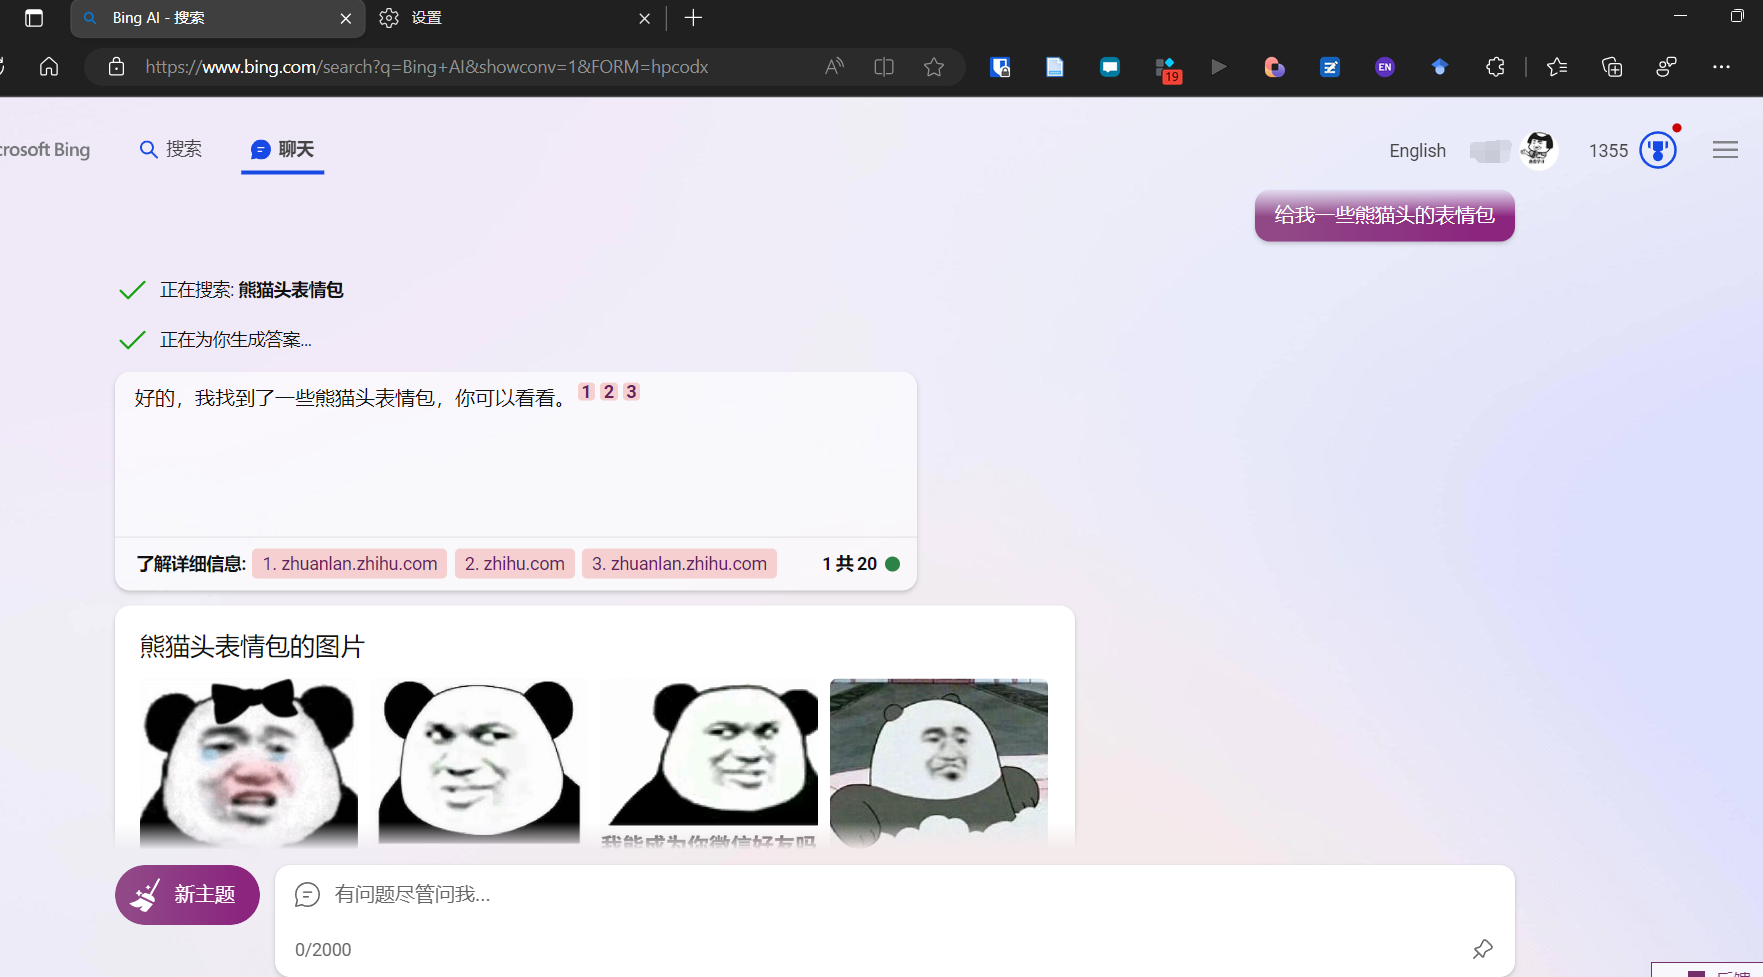 Bing AI - 搜索
设置
https://www.bing.com/search?q=Bing+AI&showconv=1&FORM=hpcodx
19
EN
crosoft Bing
搜索
聊天
English
1355
给我一些熊猫头的表情包
正在搜索: 熊猫头表情包
正在为你生成答案...
好的，我找到了一些熊猫头表情包，你可以看看。 1 2 3
了解详细信息: 1. zhuanlan.zhihu.com 2. zhihu.com 3. zhuanlan.zhihu.com 1 共 20
熊猫头表情包的图片
我能成为你微信好友吗
新主题
有问题尽管问我...
0/2000
反馈